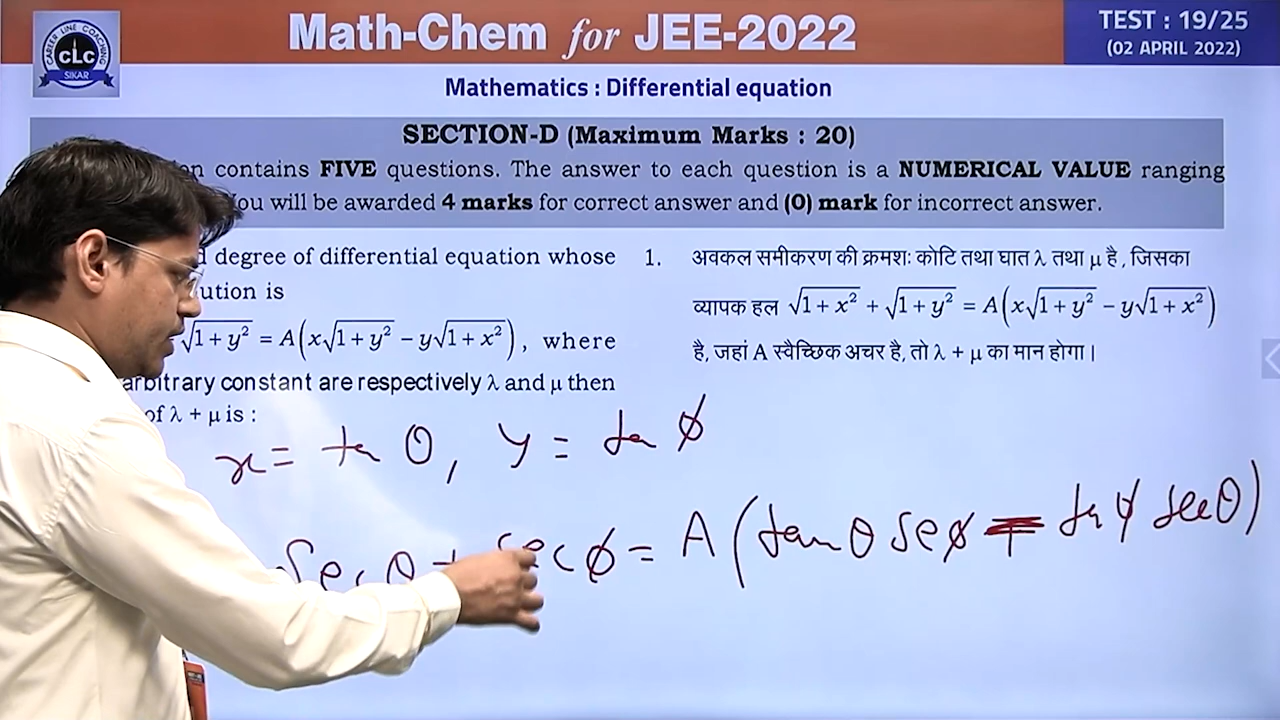 CAREER LINE COACHING
CLC
SIKAR
Math-Chem for JEE-2022
TEST : 19/25
(02 APRIL 2022)
Mathematics : Differential equation
SECTION-D (Maximum Marks : 20)
contains FIVE questions. The answer to each question is a NUMERICAL VALUE ranging
You will be awarded 4 marks for correct answer and (0) mark for incorrect answer.
degree of differential equation whose
is
√1+y² = A(x√1+y² − y√1+x²), where
arbitrary constant are respectively λ and μ then
of λ + μ is :
1. अवकल समीकरण की क्रमशः कोटि तथा घात λ तथा μ है, जिसका
व्यापक हल √1+x² + √1+y² = A(x√1+y² − y√1+x²)
है, जहां A स्वैच्छिक अचर है, तो λ + μ का मान होगा।
x = tan θ, y = tan ϕ
Sec θ + Sec ϕ = A (tan θ Sec ϕ − tan ϕ Sec θ)